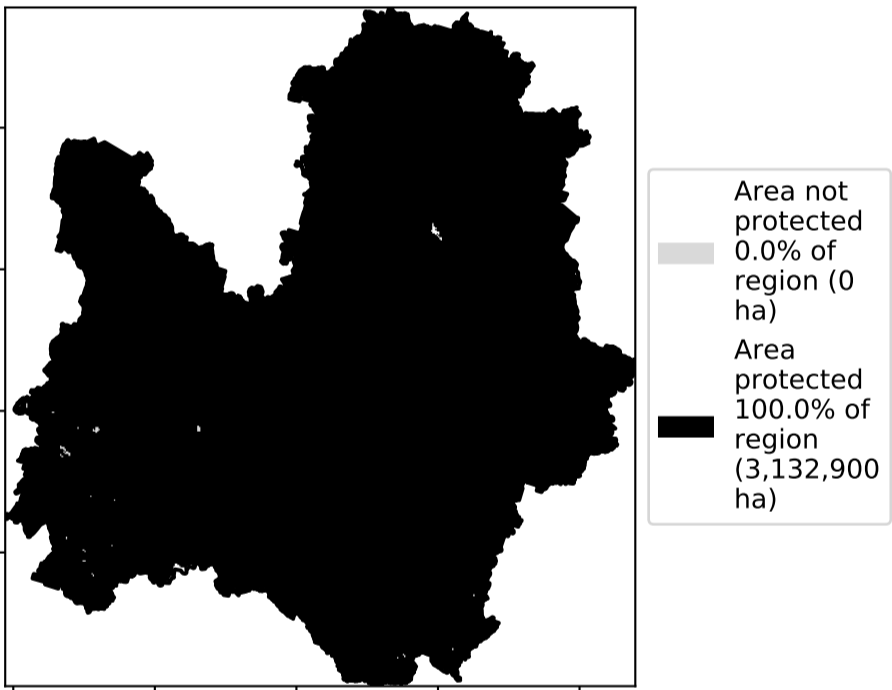 Area not
protected
0.0% of
region (0
ha)
Area
protected
100.0% of
region
(3,132,900
ha)